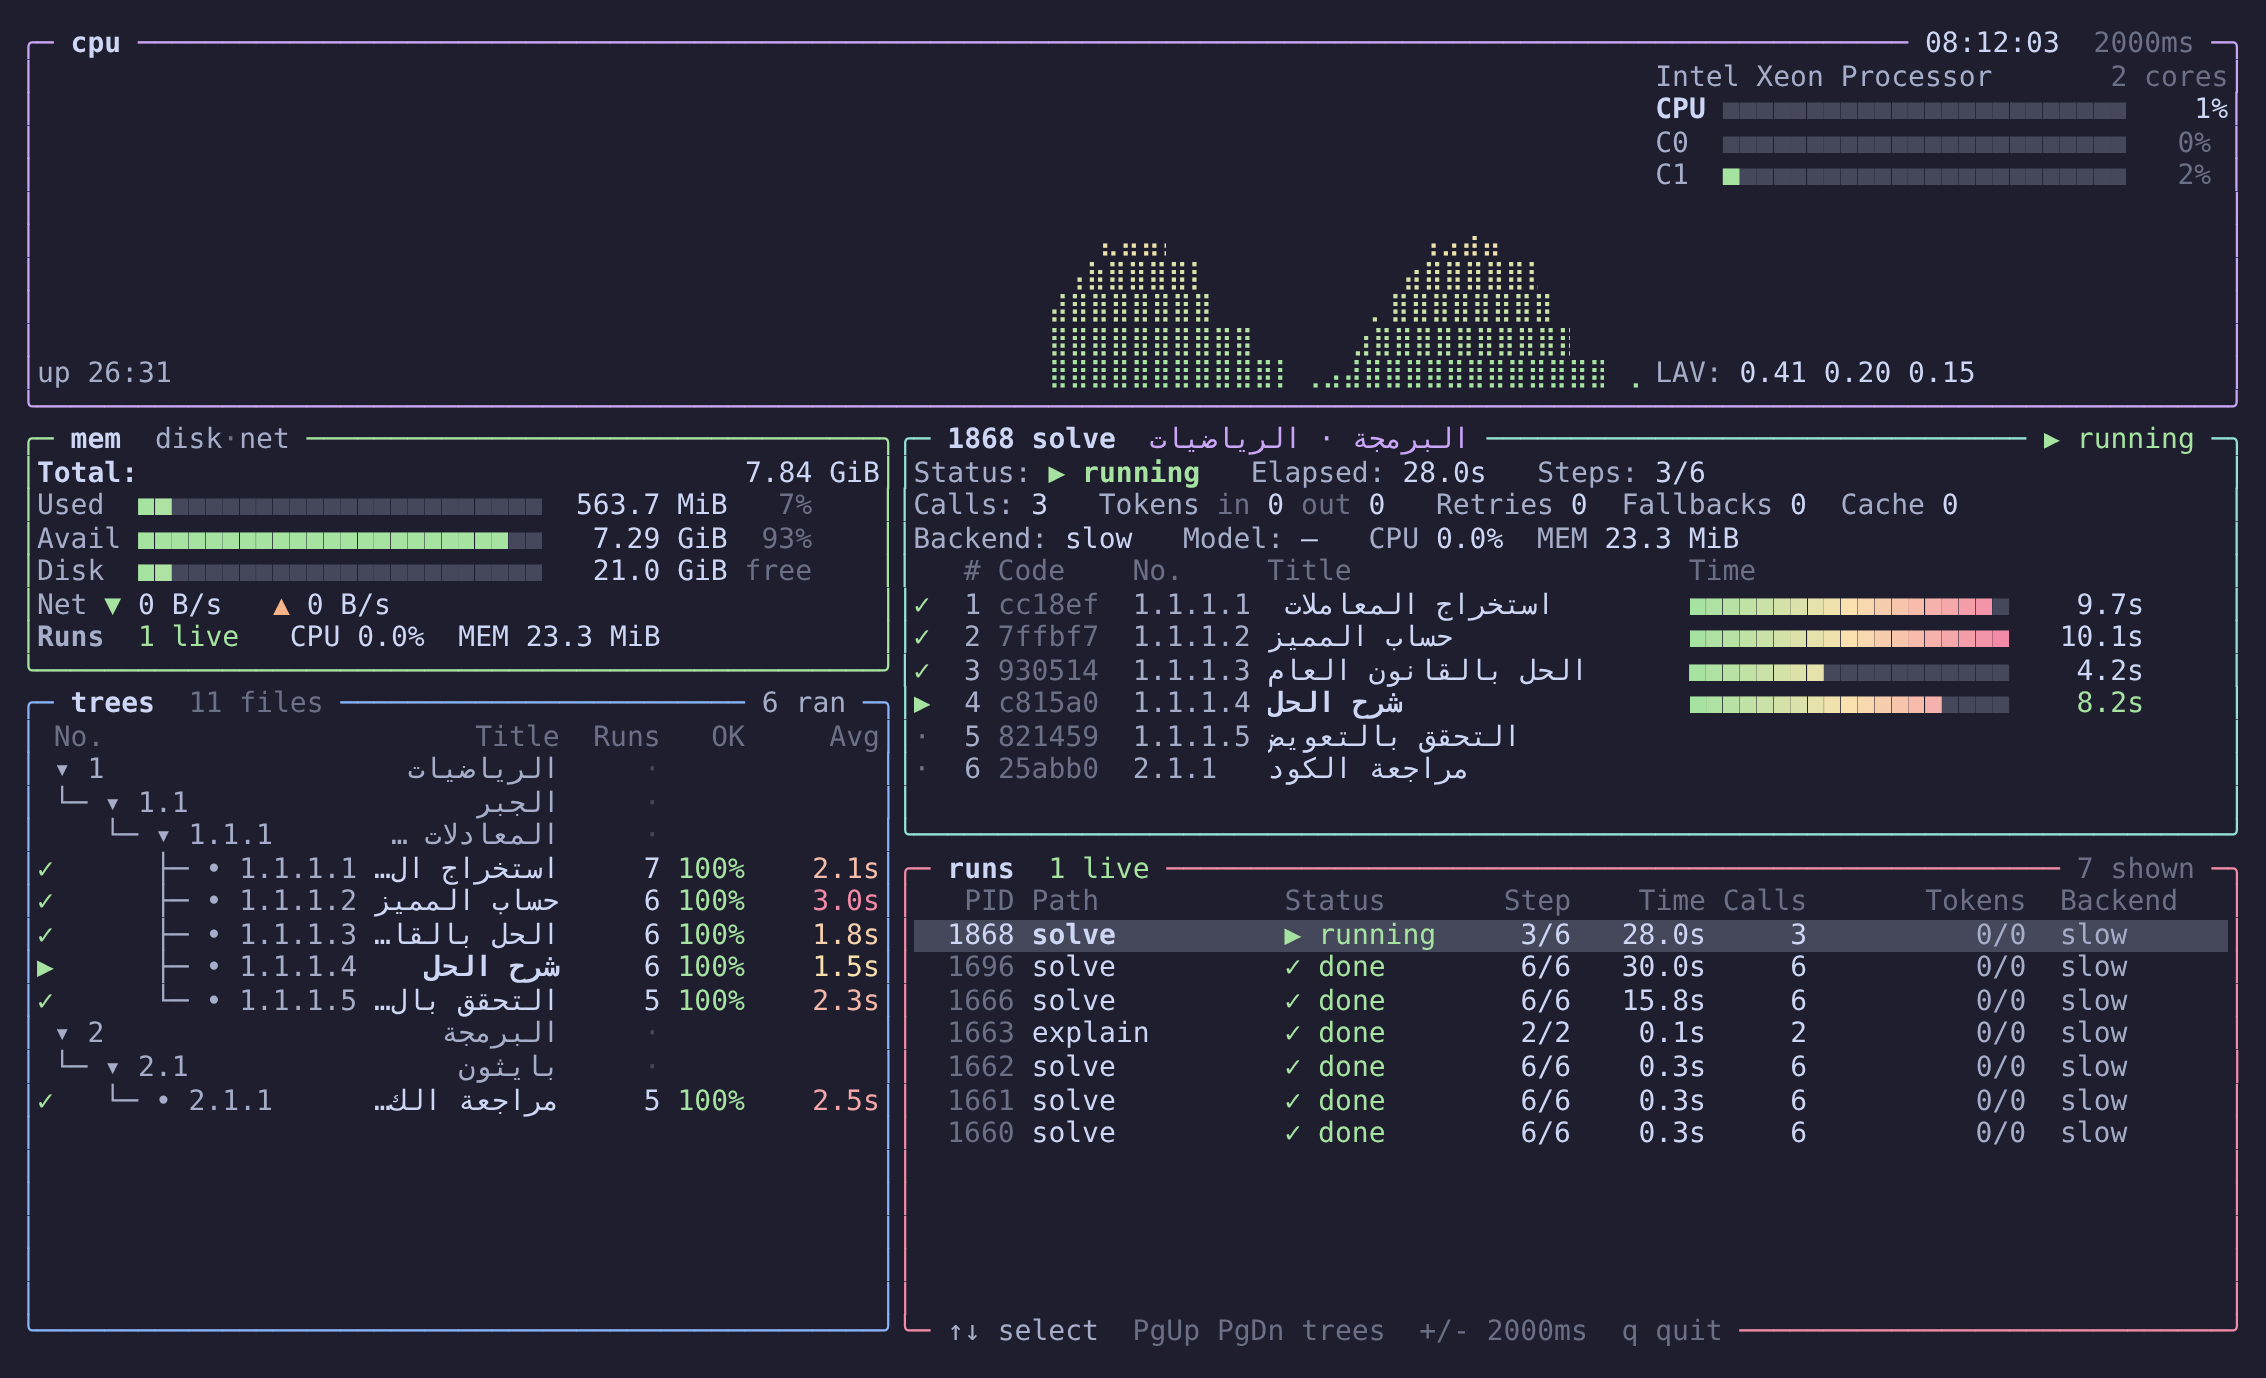 cpu 08:12:03 2000ms
Intel Xeon Processor 2 cores
CPU 1%
C0 0%
C1 2%
up 26:31 LAV: 0.41 0.20 0.15
mem disk·net
Total: 7.84 GiB
Used 563.7 MiB 7%
Avail 7.29 GiB 93%
Disk 21.0 GiB free
Net ▼ 0 B/s ▲ 0 B/s
Runs 1 live CPU 0.0% MEM 23.3 MiB
trees 11 files 6 ran
No. Title Runs OK Avg
▾ 1 الرياضيات ·
└─ ▾ 1.1 الجبر ·
└─ ▾ 1.1.1 المعادلات … ·
✓ ├─ • 1.1.1.1 استخراج ال… 7 100% 2.1s
✓ ├─ • 1.1.1.2 حساب المميز 6 100% 3.0s
✓ ├─ • 1.1.1.3 الحل بالقا… 6 100% 1.8s
▶ ├─ • 1.1.1.4 شرح الحل 6 100% 1.5s
✓ └─ • 1.1.1.5 التحقق بال… 5 100% 2.3s
▾ 2 البرمجة ·
└─ ▾ 2.1 بايثون ·
✓ └─ • 2.1.1 مراجعة الك… 5 100% 2.5s
1868 solve البرمجة · الرياضيات ▶ running
Status: ▶ running Elapsed: 28.0s Steps: 3/6
Calls: 3 Tokens in 0 out 0 Retries 0 Fallbacks 0 Cache 0
Backend: slow Model: — CPU 0.0% MEM 23.3 MiB
# Code No. Title Time
✓ 1 cc18ef 1.1.1.1 استخراج المعاملات 9.7s
✓ 2 7ffbf7 1.1.1.2 حساب المميز 10.1s
✓ 3 930514 1.1.1.3 الحل بالقانون العام 4.2s
▶ 4 c815a0 1.1.1.4 شرح الحل 8.2s
· 5 821459 1.1.1.5 التحقق بالتعويض
· 6 25abb0 2.1.1 مراجعة الكود
runs 1 live 7 shown
PID Path Status Step Time Calls Tokens Backend
1868 solve ▶ running 3/6 28.0s 3 0/0 slow
1696 solve ✓ done 6/6 30.0s 6 0/0 slow
1666 solve ✓ done 6/6 15.8s 6 0/0 slow
1663 explain ✓ done 2/2 0.1s 2 0/0 slow
1662 solve ✓ done 6/6 0.3s 6 0/0 slow
1661 solve ✓ done 6/6 0.3s 6 0/0 slow
1660 solve ✓ done 6/6 0.3s 6 0/0 slow
↑↓ select PgUp PgDn trees +/- 2000ms q quit